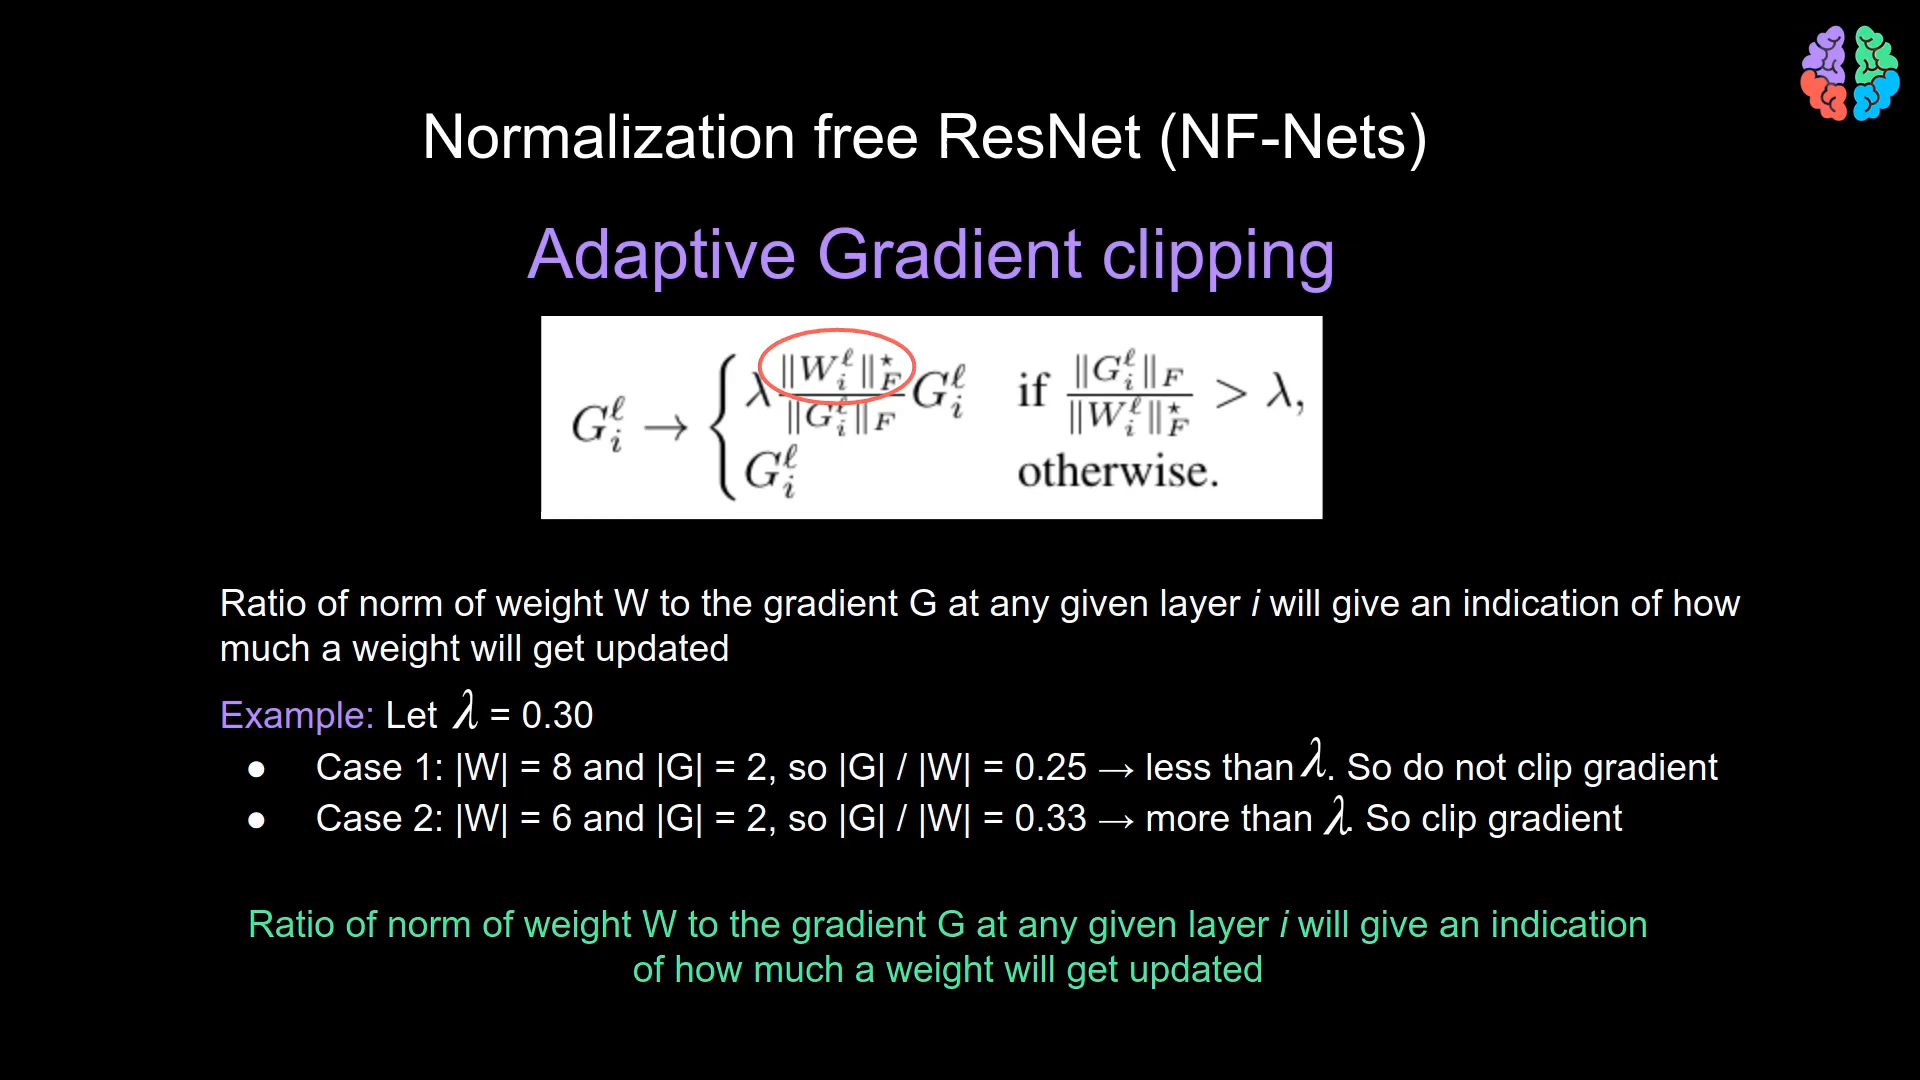 Normalization free ResNet (NF-Nets)
Adaptive Gradient clipping
G_i^ℓ → { λ ‖W_i^ℓ‖_F^⋆ / ‖G_i^ℓ‖_F G_i^ℓ if ‖G_i^ℓ‖_F / ‖W_i^ℓ‖_F^⋆ > λ,
G_i^ℓ otherwise.
Ratio of norm of weight W to the gradient G at any given layer i will give an indication of how
much a weight will get updated
Example: Let λ = 0.30
● Case 1: |W| = 8 and |G| = 2, so |G| / |W| = 0.25 → less than λ. So do not clip gradient
● Case 2: |W| = 6 and |G| = 2, so |G| / |W| = 0.33 → more than λ. So clip gradient
Ratio of norm of weight W to the gradient G at any given layer i will give an indication
of how much a weight will get updated